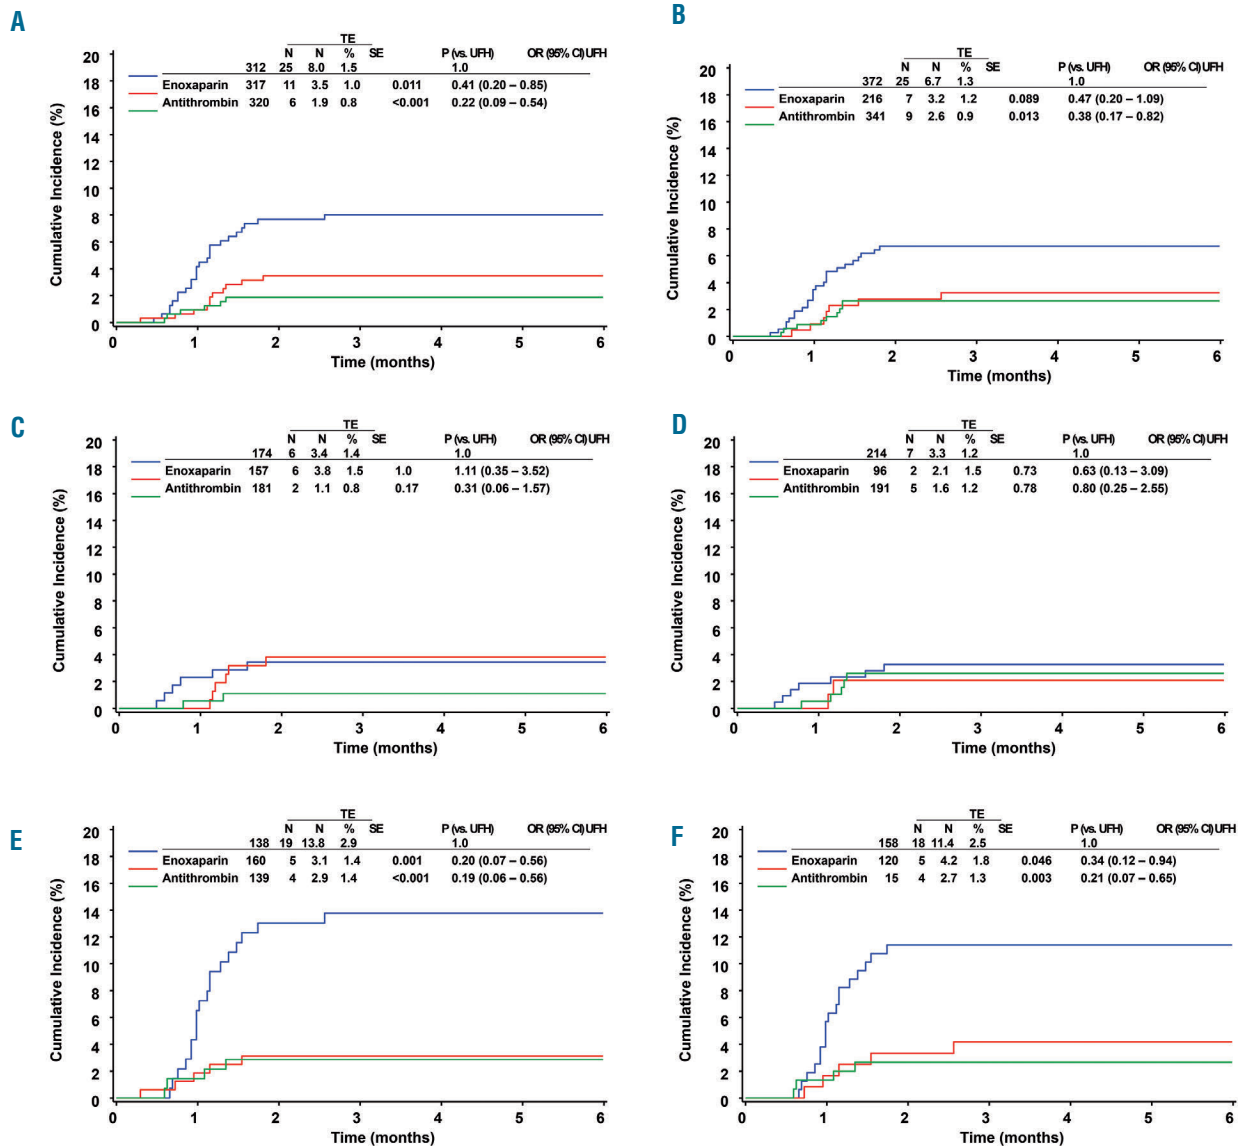 A
TE
N N % SE P (vs. UFH) OR (95% CI) UFH
312 25 8.0 1.5 1.0
Enoxaparin 317 11 3.5 1.0 0.011 0.41 (0.20 – 0.85)
Antithrombin 320 6 1.9 0.8 <0.001 0.22 (0.09 – 0.54)
Cumulative Incidence (%)
20
18
16
14
12
10
8
6
4
2
0
0 1 2 3 4 5 6
Time (months)
B
TE
N N % SE P (vs. UFH) OR (95% CI) UFH
372 25 6.7 1.3 1.0
Enoxaparin 216 7 3.2 1.2 0.089 0.47 (0.20 – 1.09)
Antithrombin 341 9 2.6 0.9 0.013 0.38 (0.17 – 0.82)
Cumulative Incidence (%)
20
18
16
14
12
10
8
6
4
2
0
0 1 2 3 4 5 6
Time (months)
C
TE
N N % SE P (vs. UFH) OR (95% CI) UFH
174 6 3.4 1.4 1.0
Enoxaparin 157 6 3.8 1.5 1.0 1.11 (0.35 – 3.52)
Antithrombin 181 2 1.1 0.8 0.17 0.31 (0.06 – 1.57)
Cumulative Incidence (%)
20
18
16
14
12
10
8
6
4
2
0
0 1 2 3 4 5 6
Time (months)
D
TE
N N % SE P (vs. UFH) OR (95% CI) UFH
214 7 3.3 1.2 1.0
Enoxaparin 96 2 2.1 1.5 0.73 0.63 (0.13 – 3.09)
Antithrombin 191 5 1.6 1.2 0.78 0.80 (0.25 – 2.55)
Cumulative Incidence (%)
20
18
16
14
12
10
8
6
4
2
0
0 1 2 3 4 5 6
Time (months)
E
TE
N N % SE P (vs. UFH) OR (95% CI) UFH
138 19 13.8 2.9 1.0
Enoxaparin 160 5 3.1 1.4 0.001 0.20 (0.07 – 0.56)
Antithrombin 139 4 2.9 1.4 <0.001 0.19 (0.06 – 0.56)
Cumulative Incidence (%)
20
18
16
14
12
10
8
6
4
2
0
0 1 2 3 4 5 6
Time (months)
F
TE
N N % SE P (vs. UFH) OR (95% CI) UFH
158 18 11.4 2.5 1.0
Enoxaparin 120 5 4.2 1.8 0.046 0.34 (0.12 – 0.94)
Antithrombin 15 4 2.7 1.3 0.003 0.21 (0.07 – 0.65)
Cumulative Incidence (%)
20
18
16
14
12
10
8
6
4
2
0
0 1 2 3 4 5 6
Time (months)